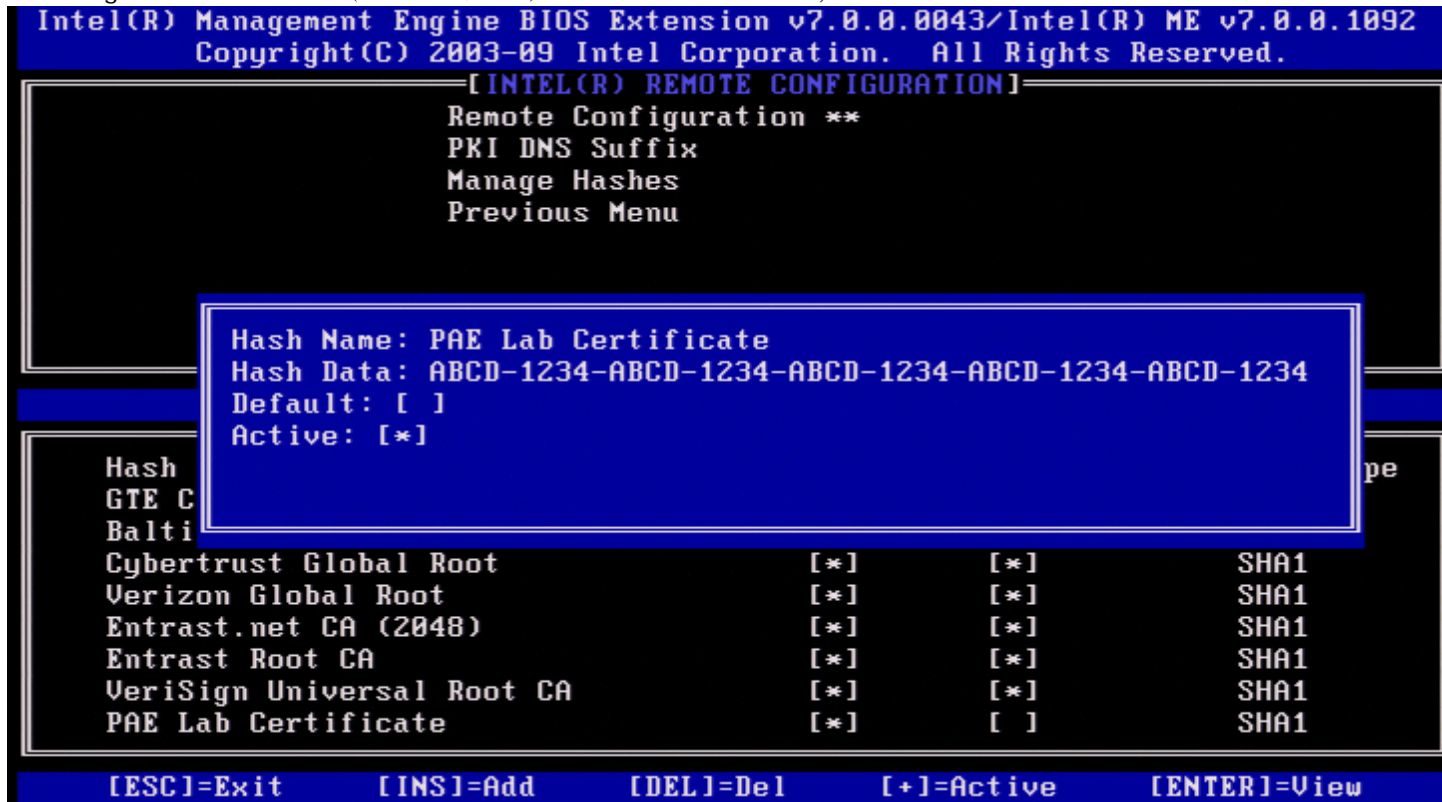 Intel(R) Management Engine BIOS Extension v7.0.0.0043/Intel(R) ME v7.0.0.1092
Copyright(C) 2003-09 Intel Corporation.  All Rights Reserved.
[INTEL(R) REMOTE CONFIGURATION]
Remote Configuration **
PKI DNS Suffix
Manage Hashes
Previous Menu
Hash Name: PAE Lab Certificate
Hash Data: ABCD-1234-ABCD-1234-ABCD-1234-ABCD-1234-ABCD-1234
Default: [ ]
Active: [*]
Hash pe
GTE C
Balti
Cybertrust Global Root [*] [*] SHA1
Verizon Global Root [*] [*] SHA1
Entrast.net CA (2048) [*] [*] SHA1
Entrast Root CA [*] [*] SHA1
VeriSign Universal Root CA [*] [*] SHA1
PAE Lab Certificate [*] [ ] SHA1
[ESC]=Exit [INS]=Add [DEL]=Del [+]=Active [ENTER]=View